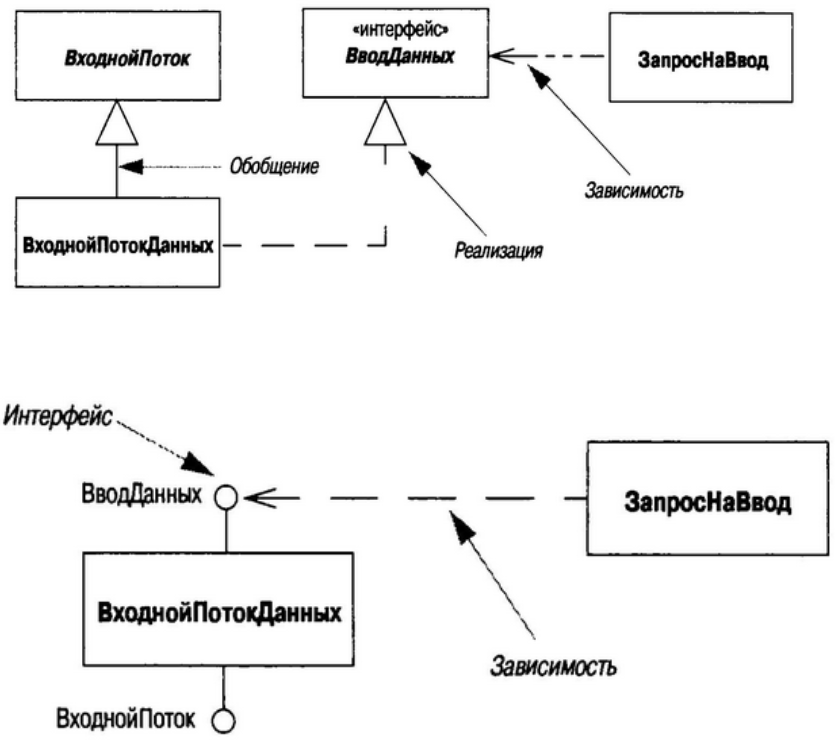 ВходнойПоток
«интерфейс»
ВводДанных
ЗапросНаВвод
Обобщение
Зависимость
ВходнойПотокДанных
Реализация
Интерфейс
ВводДанных
ЗапросНаВвод
ВходнойПотокДанных
Зависимость
ВходнойПоток